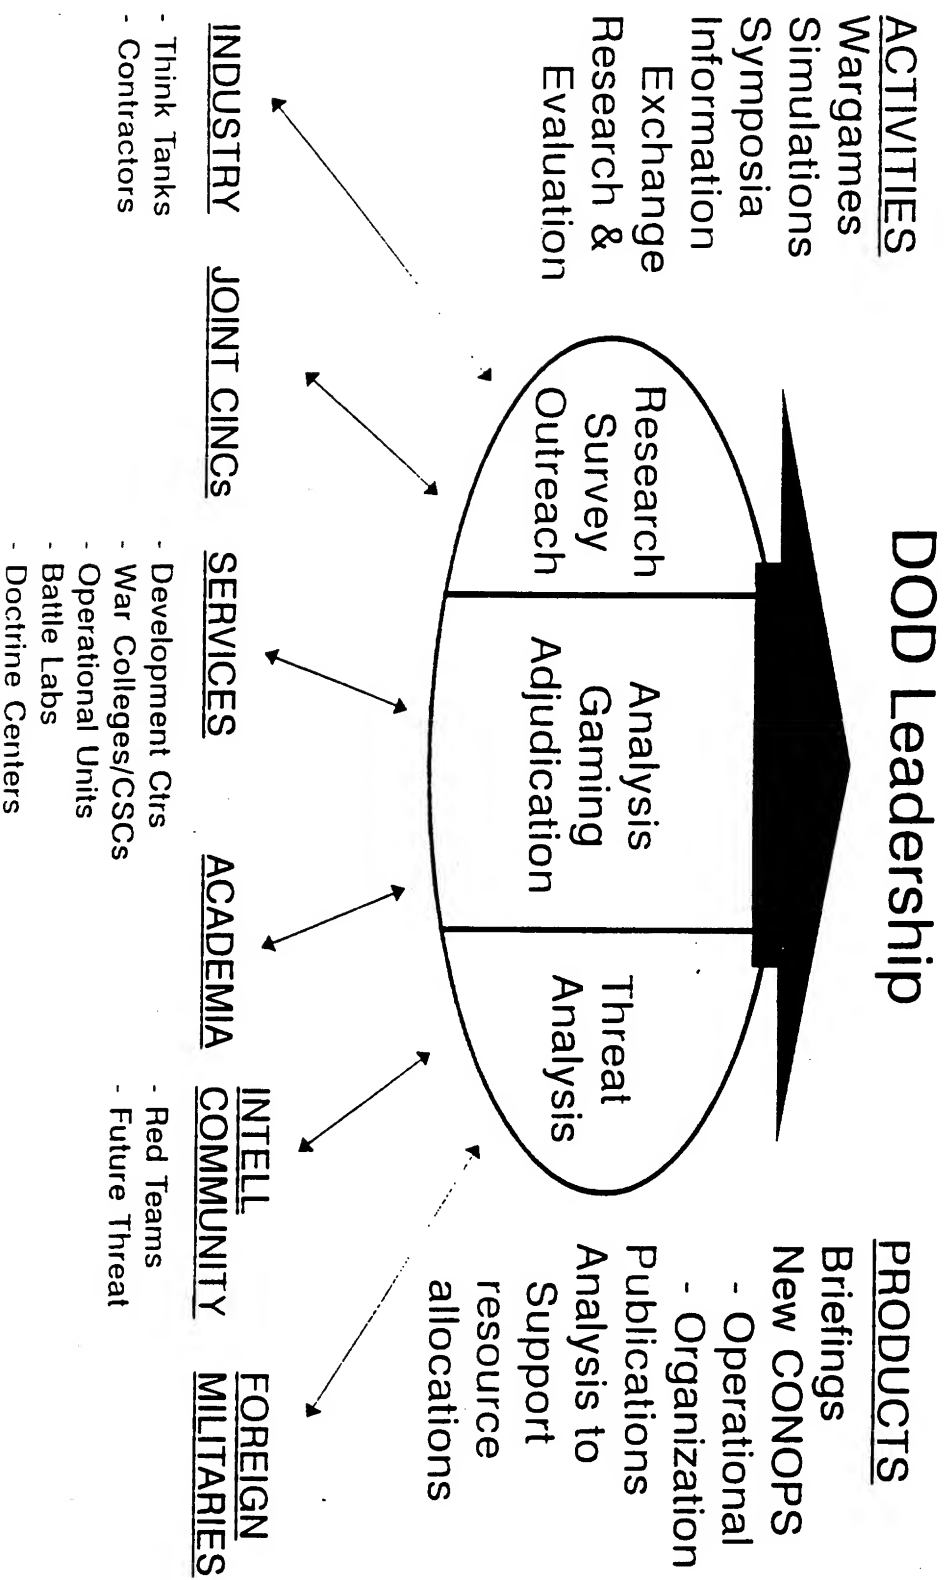 DOD Leadership
ACTIVITIES
Wargames
Simulations
Symposia
Information
Exchange
Research &
Evaluation
Research
Survey
Outreach
Analysis
Gaming
Adjudication
Threat
Analysis
PRODUCTS
Briefings
New CONOPS
- Operational
- Organization
Publications
Analysis to
Support
resource
allocations
INDUSTRY
- Think Tanks
- Contractors
JOINT CINCs
SERVICES
- Development Ctrs
- War Colleges/CSCs
- Operational Units
- Battle Labs
- Doctrine Centers
ACADEMIA
INTELL
COMMUNITY
- Red Teams
- Future Threat
FOREIGN
MILITARIES